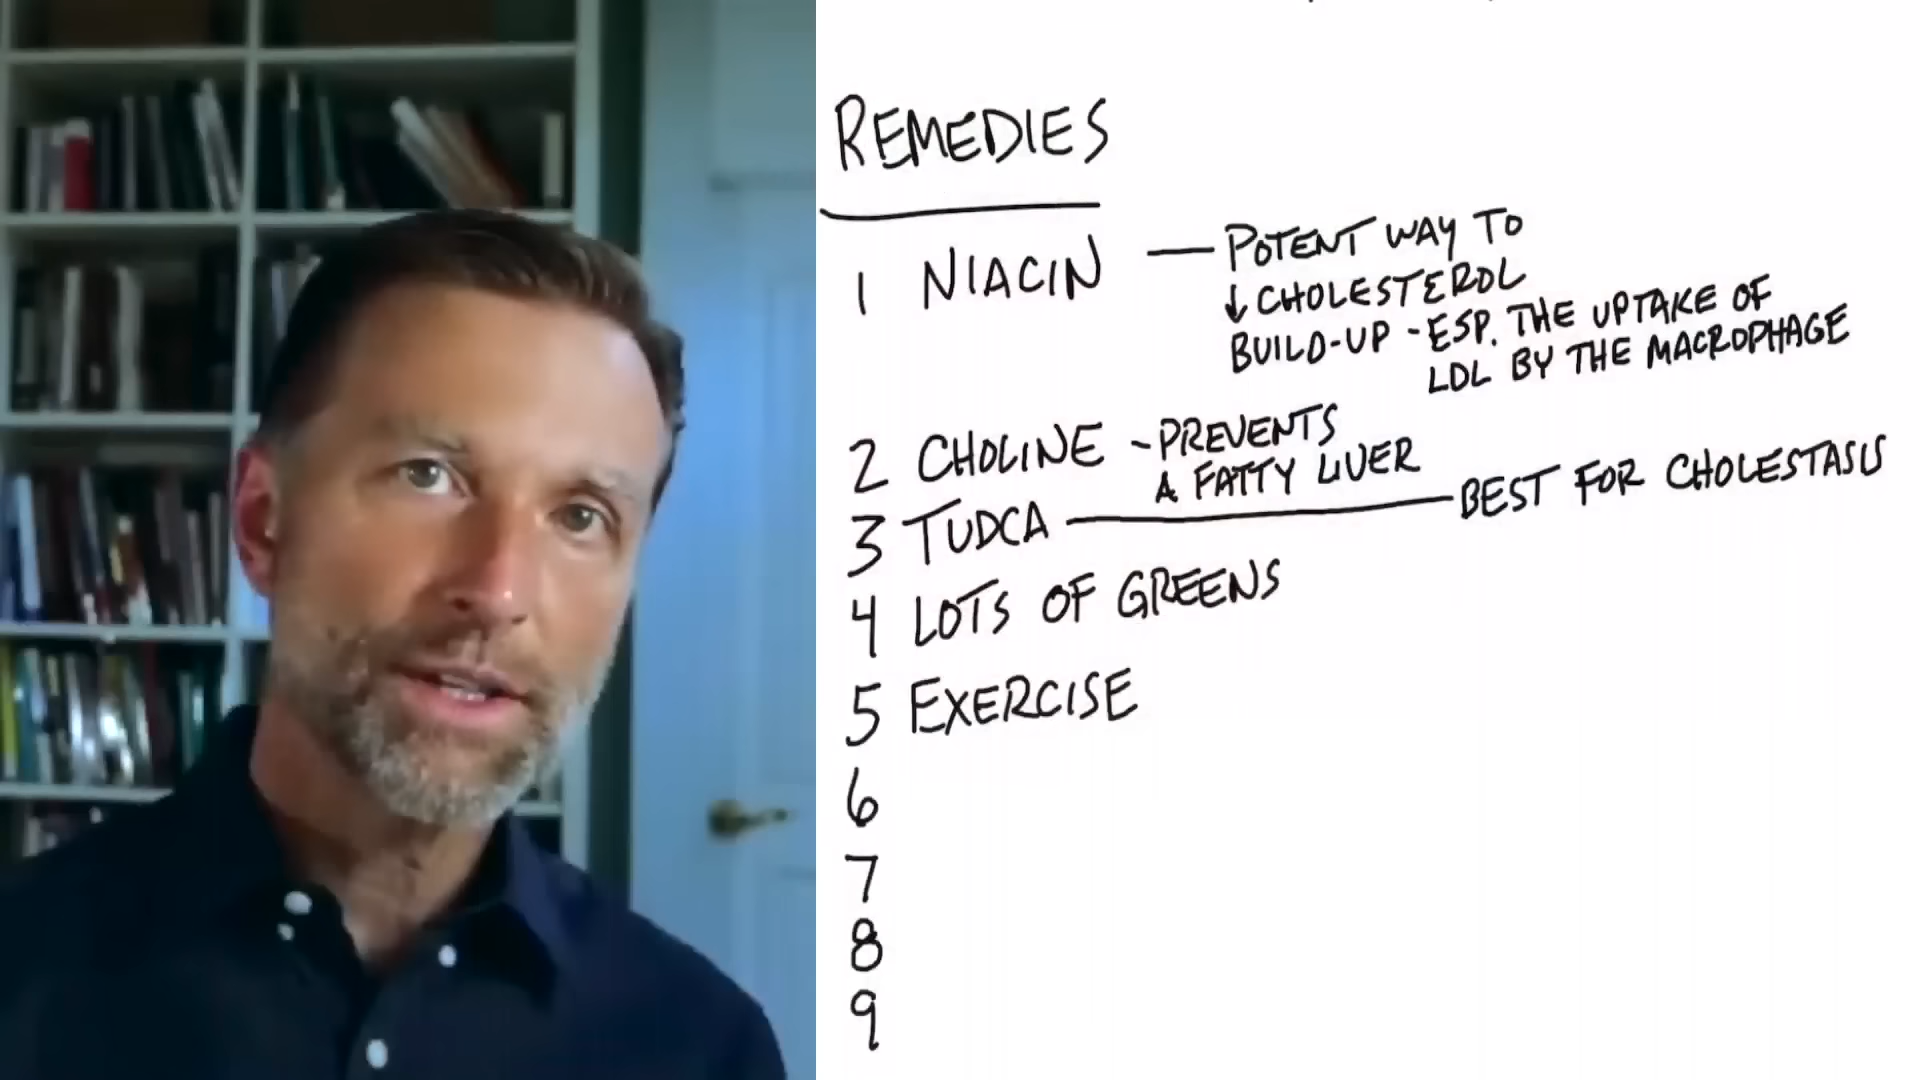 REMEDIES
1 NIACIN — POTENT WAY TO
↓ CHOLESTEROL
BUILD-UP - ESP. THE UPTAKE OF
LDL BY THE MACROPHAGE
2 CHOLINE - PREVENTS
A FATTY LIVER
3 TUDCA — BEST FOR CHOLESTASIS
4 LOTS OF GREENS
5 EXERCISE
6
7
8
9